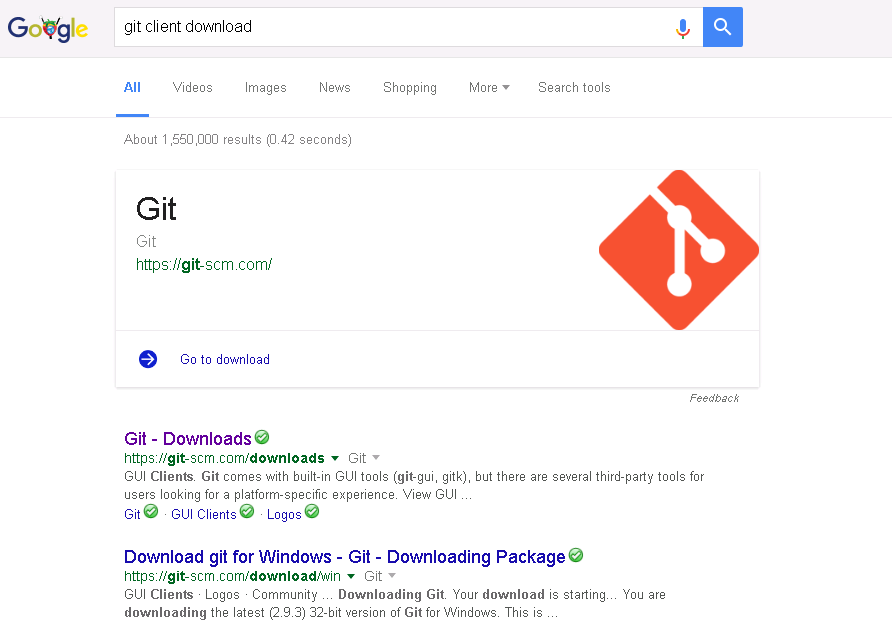 Google
git client download
All Videos Images News Shopping More Search tools
About 1,550,000 results (0.42 seconds)
Git
Git
https://git-scm.com/
Go to download
Feedback
Git - Downloads
https://git-scm.com/downloads Git
GUI Clients. Git comes with built-in GUI tools (git-gui, gitk), but there are several third-party tools for
users looking for a platform-specific experience. View GUI ...
Git · GUI Clients · Logos
Download git for Windows - Git - Downloading Package
https://git-scm.com/download/win Git
GUI Clients · Logos · Community ... Downloading Git. Your download is starting... You are
downloading the latest (2.9.3) 32-bit version of Git for Windows. This is ...